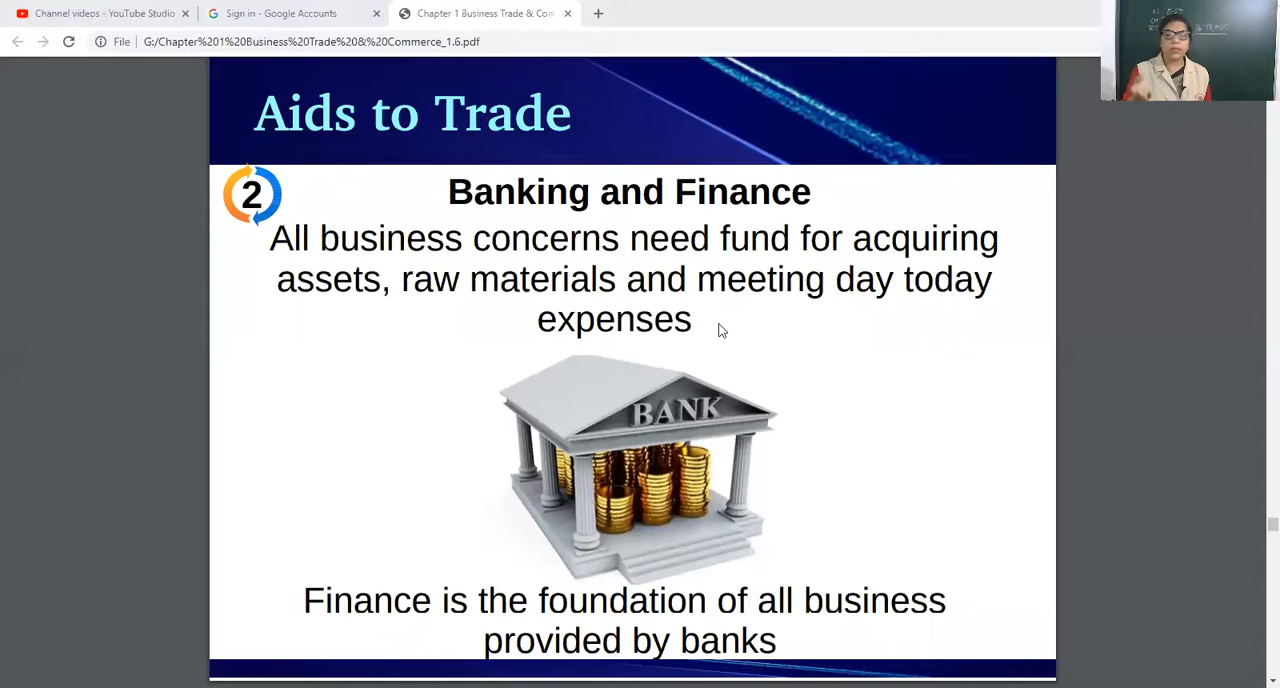 Channel videos - YouTube Studio
Sign in - Google Accounts
Chapter 1 Business Trade & Com
File
G:/Chapter%201%20Business%20Trade%20&%20Commerce_1.6.pdf
Aids to Trade
2
Banking and Finance
All business concerns need fund for acquiring
assets, raw materials and meeting day today
expenses
BANK
Finance is the foundation of all business
provided by banks